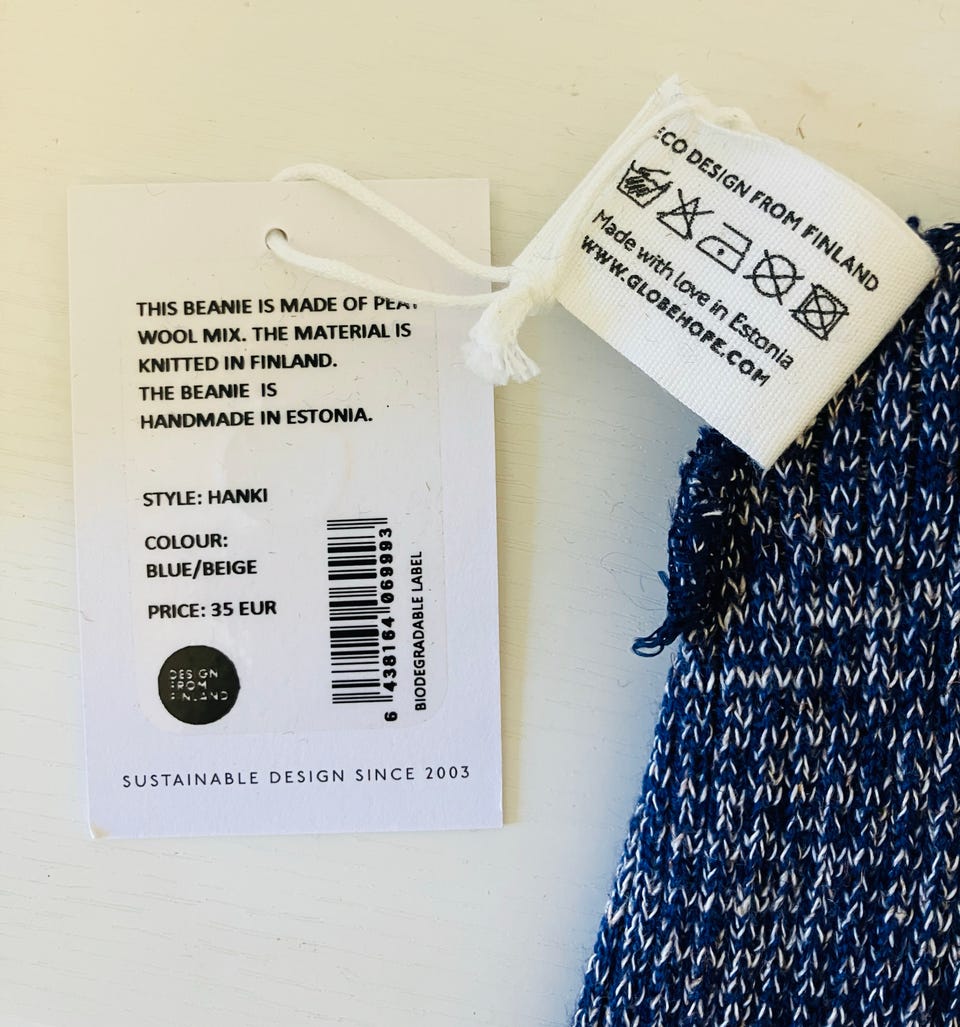 THIS BEANIE IS MADE OF PEAT
WOOL MIX. THE MATERIAL IS
KNITTED IN FINLAND.
THE BEANIE IS
HANDMADE IN ESTONIA.
STYLE: HANKI
COLOUR:
BLUE/BEIGE
PRICE: 35 EUR
DESIGN
FROM
FINLAND
6 438164 069993
BIODEGRADABLE LABEL
SUSTAINABLE DESIGN SINCE 2003
ECO DESIGN FROM FINLAND
Made with love in Estonia
WWW.GLOBEHOPE.COM